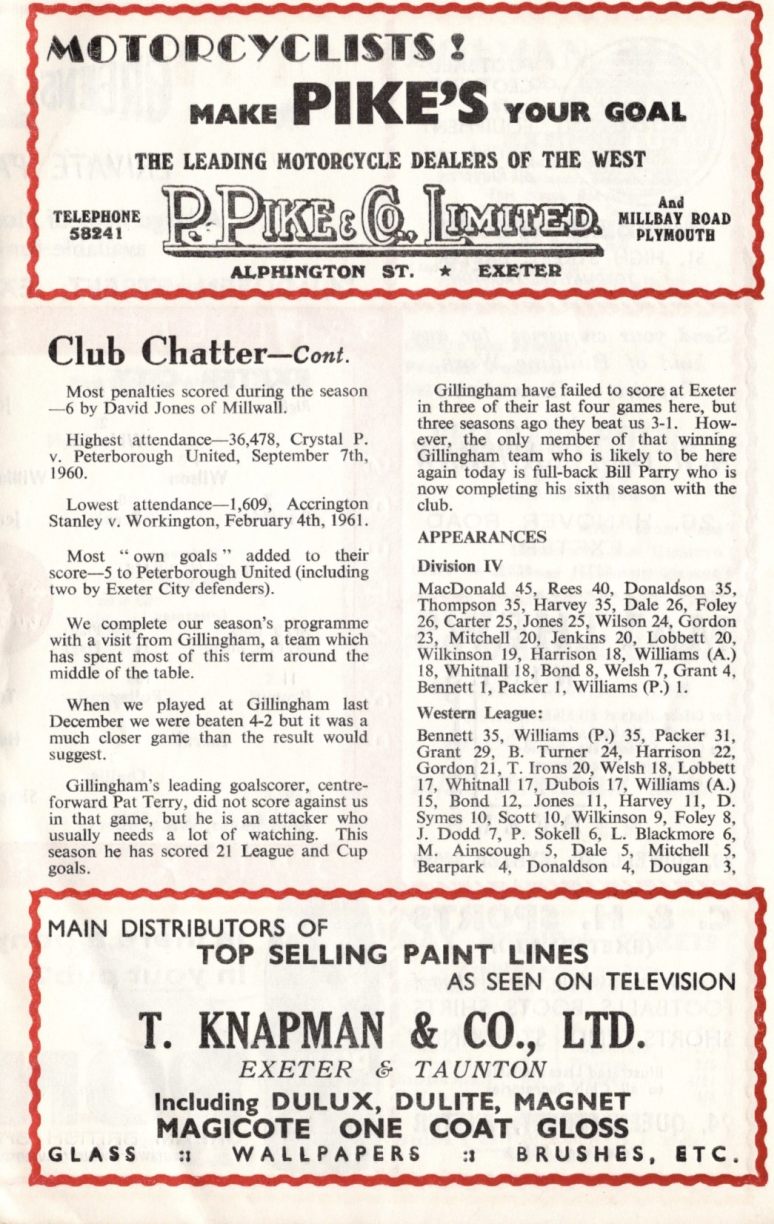 MOTORCYCLISTS !
MAKE PIKE'S YOUR GOAL
THE LEADING MOTORCYCLE DEALERS OF THE WEST
TELEPHONE
58241
P. PIKE & Co., LIMITED.
And
MILLBAY ROAD
PLYMOUTH
ALPHINGTON ST. ★ EXETER
Club Chatter—Cont.
Most penalties scored during the season
—6 by David Jones of Millwall.
Highest attendance—36,478, Crystal P.
v. Peterborough United, September 7th,
1960.
Lowest attendance—1,609, Accrington
Stanley v. Workington, February 4th, 1961.
Most " own goals " added to their
score—5 to Peterborough United (including
two by Exeter City defenders).
We complete our season's programme
with a visit from Gillingham, a team which
has spent most of this term around the
middle of the table.
When we played at Gillingham last
December we were beaten 4-2 but it was a
much closer game than the result would
suggest.
Gillingham's leading goalscorer, centre-
forward Pat Terry, did not score against us
in that game, but he is an attacker who
usually needs a lot of watching. This
season he has scored 21 League and Cup
goals.
Gillingham have failed to score at Exeter
in three of their last four games here, but
three seasons ago they beat us 3-1. How-
ever, the only member of that winning
Gillingham team who is likely to be here
again today is full-back Bill Parry who is
now completing his sixth season with the
club.
APPEARANCES
Division IV
MacDonald 45, Rees 40, Donaldson 35,
Thompson 35, Harvey 35, Dale 26, Foley
26, Carter 25, Jones 25, Wilson 24, Gordon
23, Mitchell 20, Jenkins 20, Lobbett 20,
Wilkinson 19, Harrison 18, Williams (A.)
18, Whitnall 18, Bond 8, Welsh 7, Grant 4,
Bennett 1, Packer 1, Williams (P.) 1.
Western League:
Bennett 35, Williams (P.) 35, Packer 31,
Grant 29, B. Turner 24, Harrison 22,
Gordon 21, T. Irons 20, Welsh 18, Lobbett
17, Whitnall 17, Dubois 17, Williams (A.)
15, Bond 12, Jones 11, Harvey 11, D.
Symes 10, Scott 10, Wilkinson 9, Foley 8,
J. Dodd 7, P. Sokell 6, L. Blackmore 6,
M. Ainscough 5, Dale 5, Mitchell 5,
Bearpark 4, Donaldson 4, Dougan 3,
MAIN DISTRIBUTORS OF
TOP SELLING PAINT LINES
AS SEEN ON TELEVISION
T. KNAPMAN & CO., LTD.
EXETER & TAUNTON
Including DULUX, DULITE, MAGNET
MAGICOTE ONE COAT GLOSS
GLASS :: WALLPAPERS :: BRUSHES, ETC.